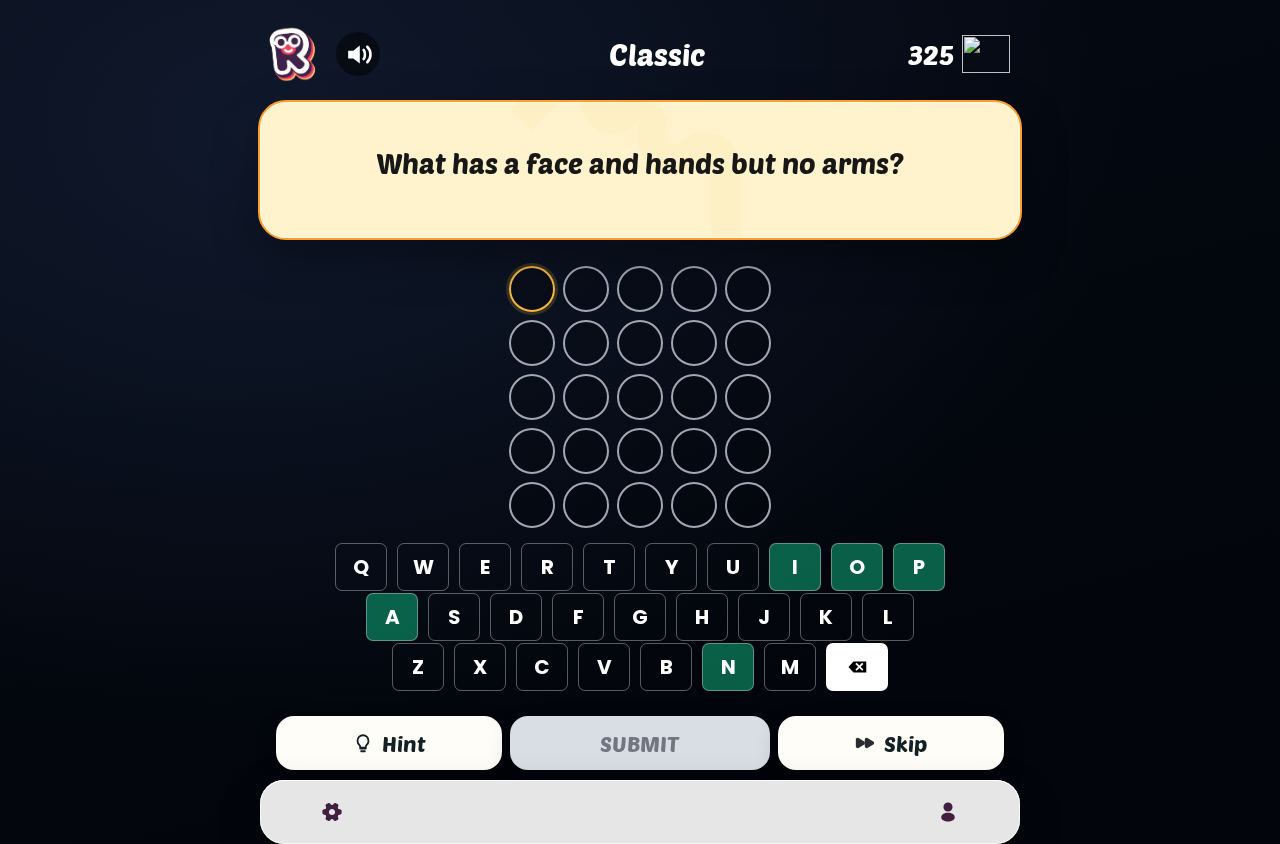 R
Classic
325
What has a face and hands but no arms?
Q W E R T Y U I O P
A S D F G H J K L
Z X C V B N M
Hint
SUBMIT
Skip